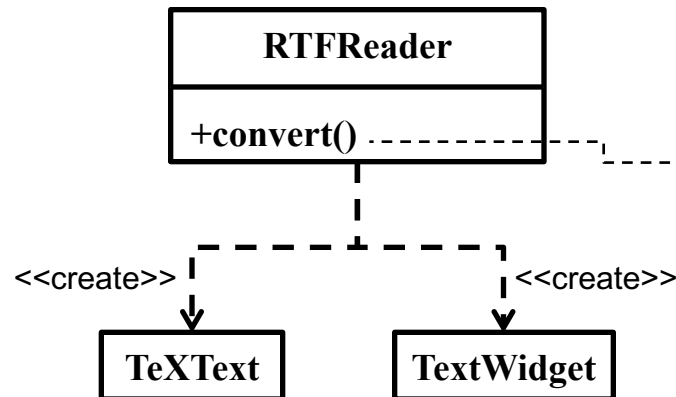 RTFReader
+convert()
<<create>> <<create>>
TeXText TextWidget